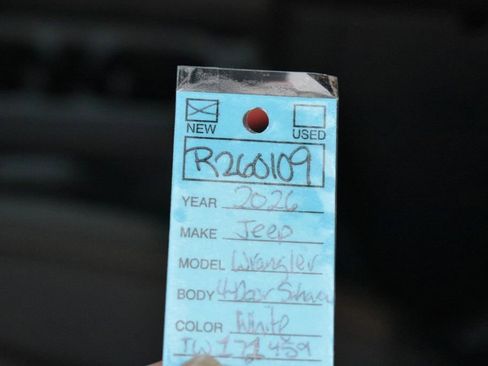 NEW USED
R260109
YEAR 2026
MAKE Jeep
MODEL Wrangler
BODY
COLOR White